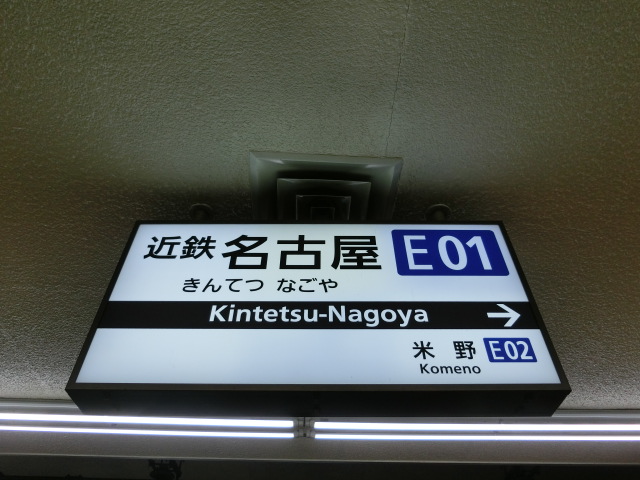 近鉄 名古屋 E01
きんてつ なごや
Kintetsu-Nagoya →
米野 E02
Komeno